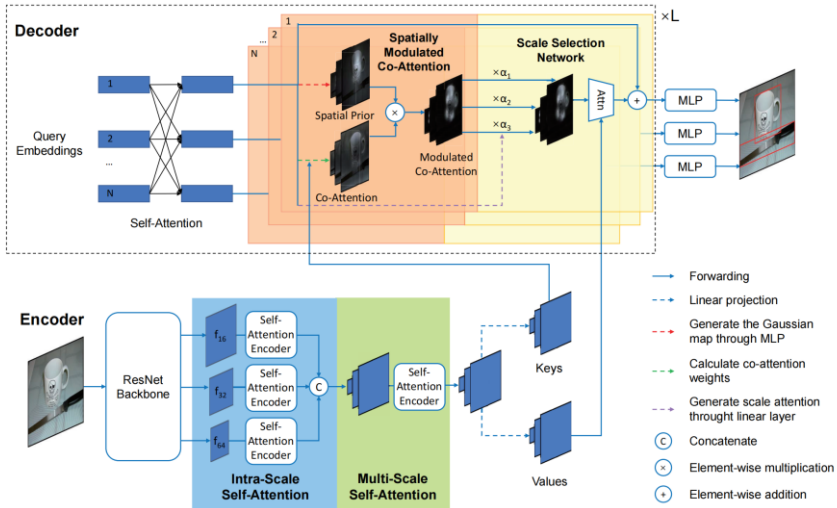 ×L
Decoder
1
2
...
N
Spatially
Modulated
Co-Attention
Scale Selection
Network
1
Query
Embeddings
2
...
N
Self-Attention
Spatial Prior
×
Co-Attention
Modulated
Co-Attention
×α1
×α2
×α3
Attn
+
MLP
MLP
MLP
Encoder
ResNet
Backbone
f16
f32
f64
Self-
Attention
Encoder
Self-
Attention
Encoder
Self-
Attention
Encoder
C
Self-
Attention
Encoder
Intra-Scale
Self-Attention
Multi-Scale
Self-Attention
Keys
Values
Forwarding
Linear projection
Generate the Gaussian
map through MLP
Calculate co-attention
weights
Generate scale attention
throught linear layer
C
Concatenate
×
Element-wise multiplication
+
Element-wise addition